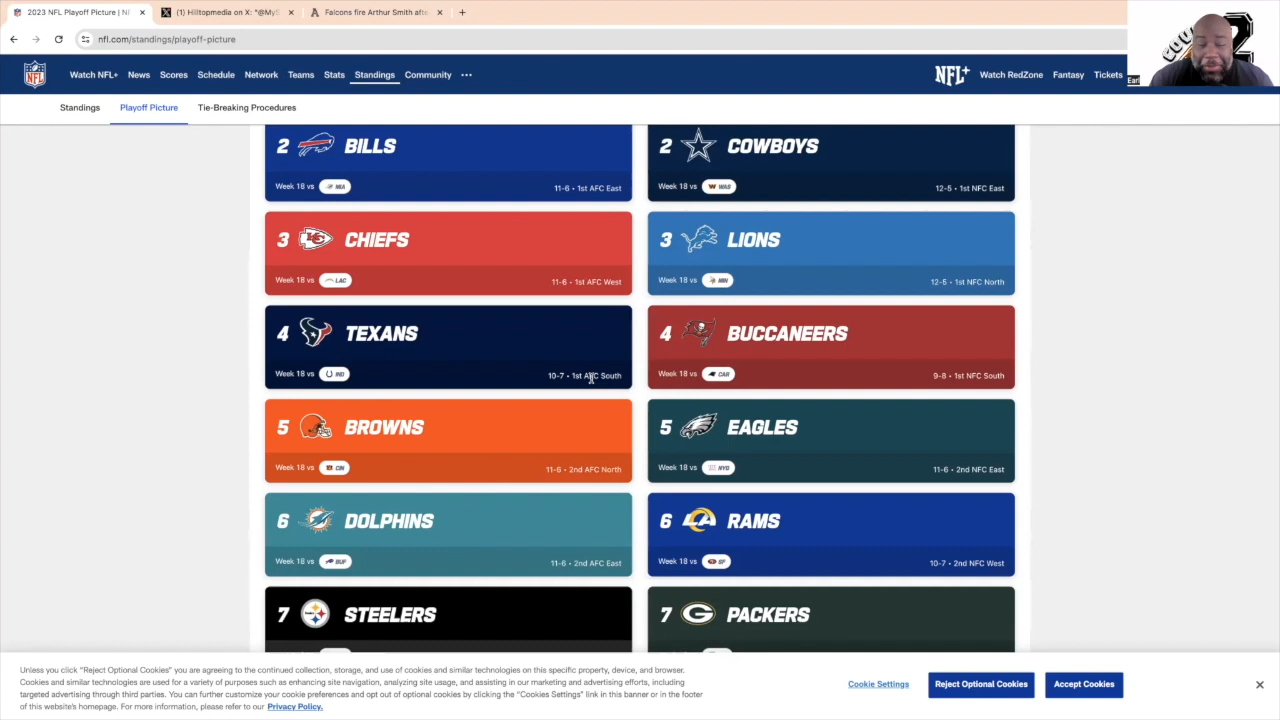 2023 NFL Playoff Picture | NI
(1) Hilltopmedia on X: "@MyS
Falcons fire Arthur Smith afte
nfl.com/standings/playoff-picture
NFL
Watch NFL+ News Scores Schedule Network Teams Stats Standings Community
NFL+ Watch RedZone Fantasy Tickets
Earl
Standings Playoff Picture Tie-Breaking Procedures
2 BILLS
Week 18 vs MIA 11-6 • 1st AFC East
2 COWBOYS
Week 18 vs WAS 12-5 • 1st NFC East
3 CHIEFS
Week 18 vs LAC 11-6 • 1st AFC West
3 LIONS
Week 18 vs MIN 12-5 • 1st NFC North
4 TEXANS
Week 18 vs IND 10-7 • 1st AFC South
4 BUCCANEERS
Week 18 vs CAR 9-8 • 1st NFC South
5 BROWNS
Week 18 vs CIN 11-6 • 2nd AFC North
5 EAGLES
Week 18 vs NYG 11-6 • 2nd NFC East
6 DOLPHINS
Week 18 vs BUF 11-6 • 2nd AFC East
6 RAMS
Week 18 vs SF 10-7 • 2nd NFC West
7 STEELERS
7 PACKERS
Unless you click "Reject Optional Cookies" you are agreeing to the continued collection, storage, and use of cookies and similar technologies on this specific property, device, and browser.
Cookies and similar technologies are used for a variety of purposes such as enhancing site navigation, analyzing site usage, and assisting in our marketing and advertising efforts, including
targeted advertising through third parties. You can further customize your cookie preferences and opt out of optional cookies by clicking the "Cookies Settings" link in this banner or in the footer
of this website's homepage. For more information, please refer to our Privacy Policy.
Cookie Settings
Reject Optional Cookies
Accept Cookies